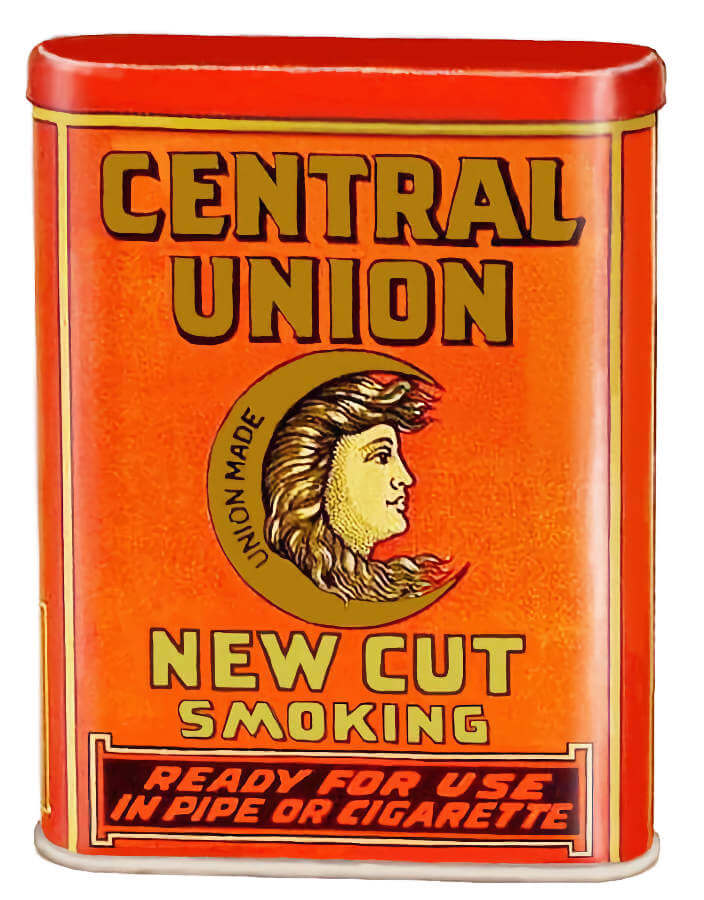 CENTRAL
UNION
UNION MADE
NEW CUT
SMOKING
READY FOR USE
IN PIPE OR CIGARETTE